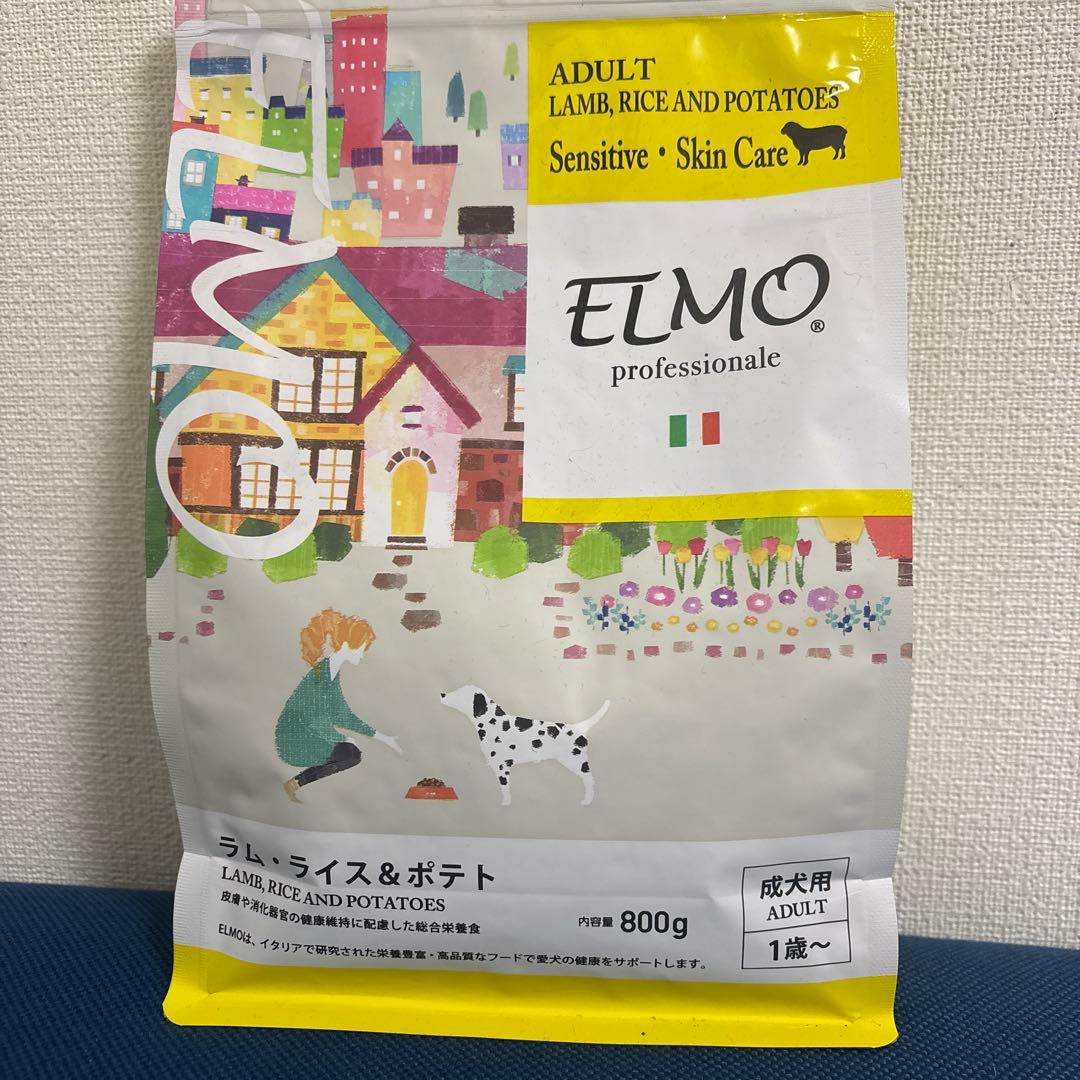 ELMO
ADULT
LAMB, RICE AND POTATOES
Sensitive・Skin Care
ELMO®
professionale
ラム・ライス＆ポテト
LAMB, RICE AND POTATOES
皮膚や消化器官の健康維持に配慮した総合栄養食
内容量 800g
ELMOは、イタリアで研究された栄養豊富・高品質なフードで愛犬の健康をサポートします。
成犬用
ADULT
1歳〜